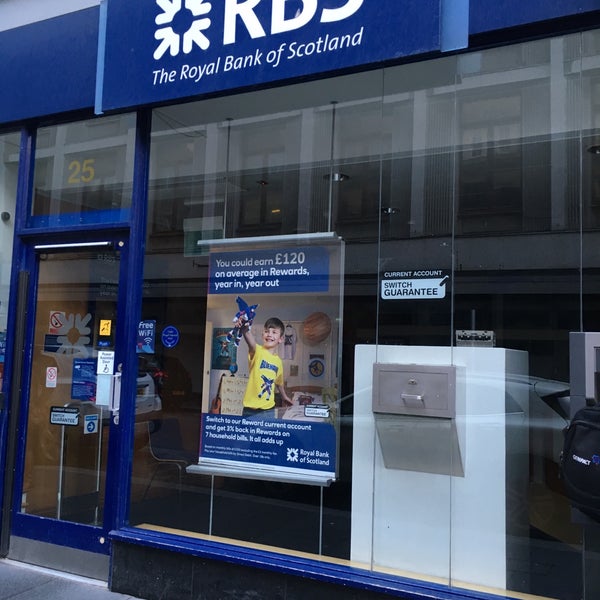 RBS
The Royal Bank of Scotland
25
You could earn £120
on average in Rewards,
year in, year out
CURRENT ACCOUNT
SWITCH
GUARANTEE
Free
WiFi
Switch to our Reward current account
and get 3% back in Rewards on
7 household bills. It all adds up
Royal Bank
of Scotland
SWITCH
GUARANTEE